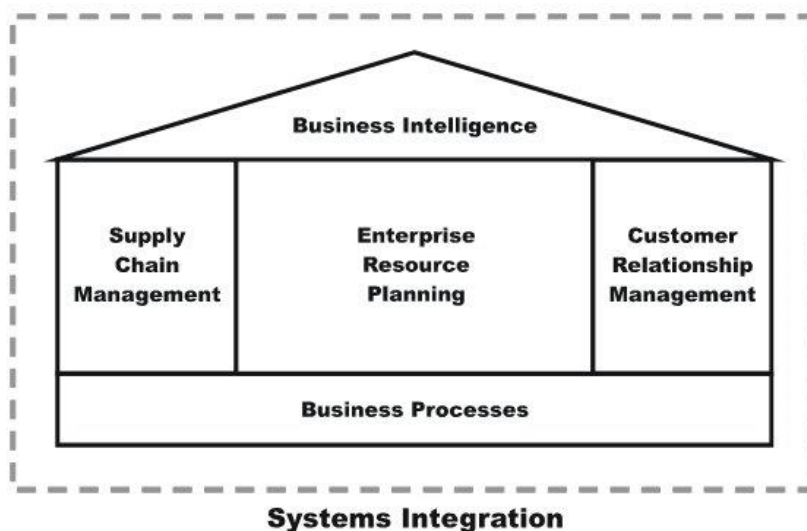 Business Intelligence
Supply
Chain
Management
Enterprise
Resource
Planning
Customer
Relationship
Management
Business Processes
Systems Integration